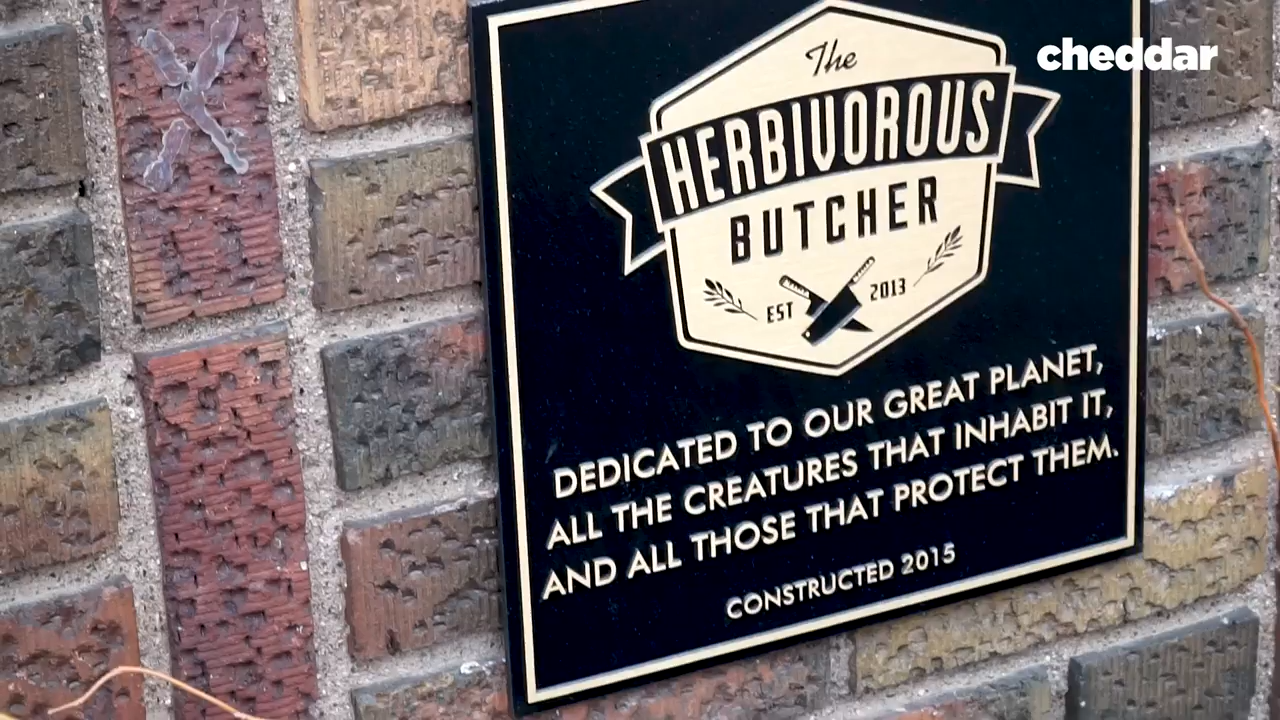 cheddar
The
HERBIVOROUS
BUTCHER
EST 2013
DEDICATED TO OUR GREAT PLANET,
ALL THE CREATURES THAT INHABIT IT,
AND ALL THOSE THAT PROTECT THEM.
CONSTRUCTED 2015